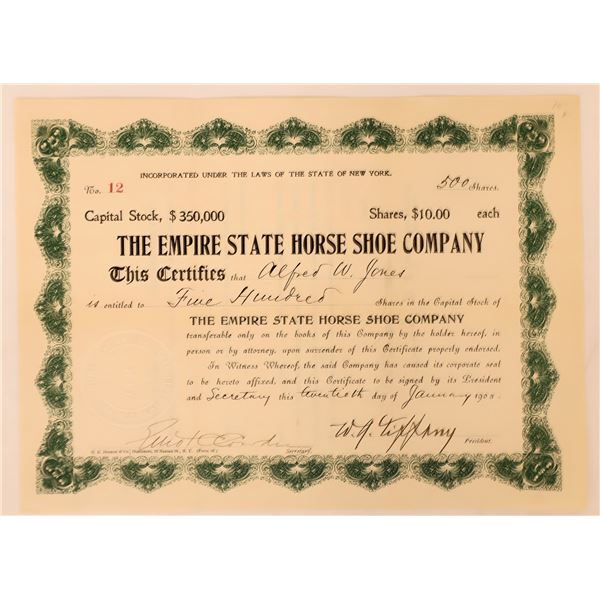 INCORPORATED UNDER THE LAWS OF THE STATE OF NEW YORK.
No. 12 500 Shares.
Capital Stock, $350,000 Shares, $10.00 each
THE EMPIRE STATE HORSE SHOE COMPANY
This Certifies that Alfred W. Jones
is entitled to Five Hundred Shares in the Capital Stock of
THE EMPIRE STATE HORSE SHOE COMPANY
transferable only on the books of this Company by the holder hereof, in
person or by attorney, upon surrender of this Certificate properly endorsed.
In Witness Whereof, the said Company has caused its corporate seal
to be hereto affixed, and this Certificate to be signed by its President
and Secretary this twentieth day of January
W. J. Tiffany
Secretary. President.